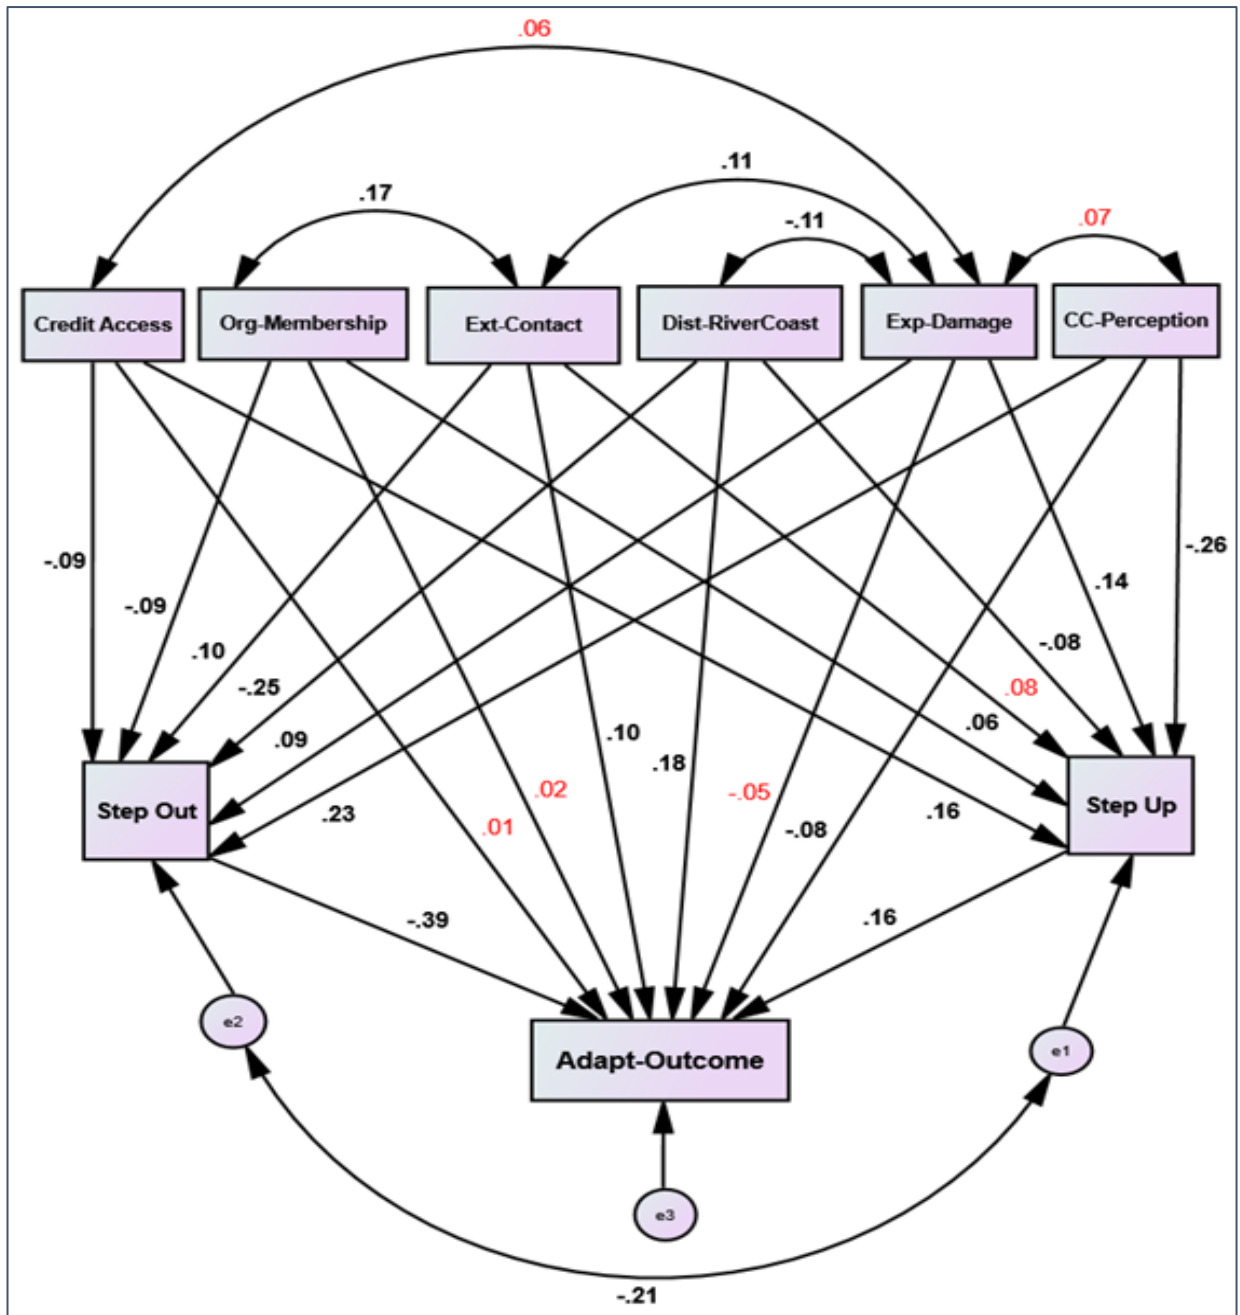 .06
.11
.17
-.11
.07
Credit Access
Org-Membership
Ext-Contact
Dist-RiverCoast
Exp-Damage
CC-Perception
-.09
-.26
-.09
.14
.10
-.08
-.25
.08
.09
.10
.18
.06
.02
-.05
.23
.01
-.08
.16
Step Out
Step Up
-.39
.16
e2
e1
Adapt-Outcome
e3
-.21